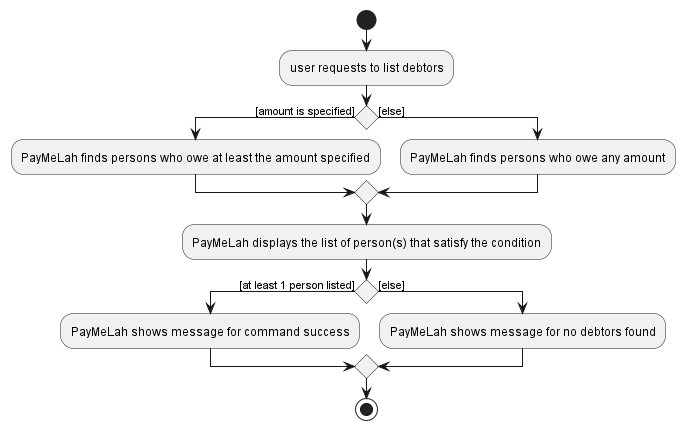 user requests to list debtors
[amount is specified]
[else]
PayMeLah finds persons who owe at least the amount specified
PayMeLah finds persons who owe any amount
PayMeLah displays the list of person(s) that satisfy the condition
[at least 1 person listed]
[else]
PayMeLah shows message for command success
PayMeLah shows message for no debtors found